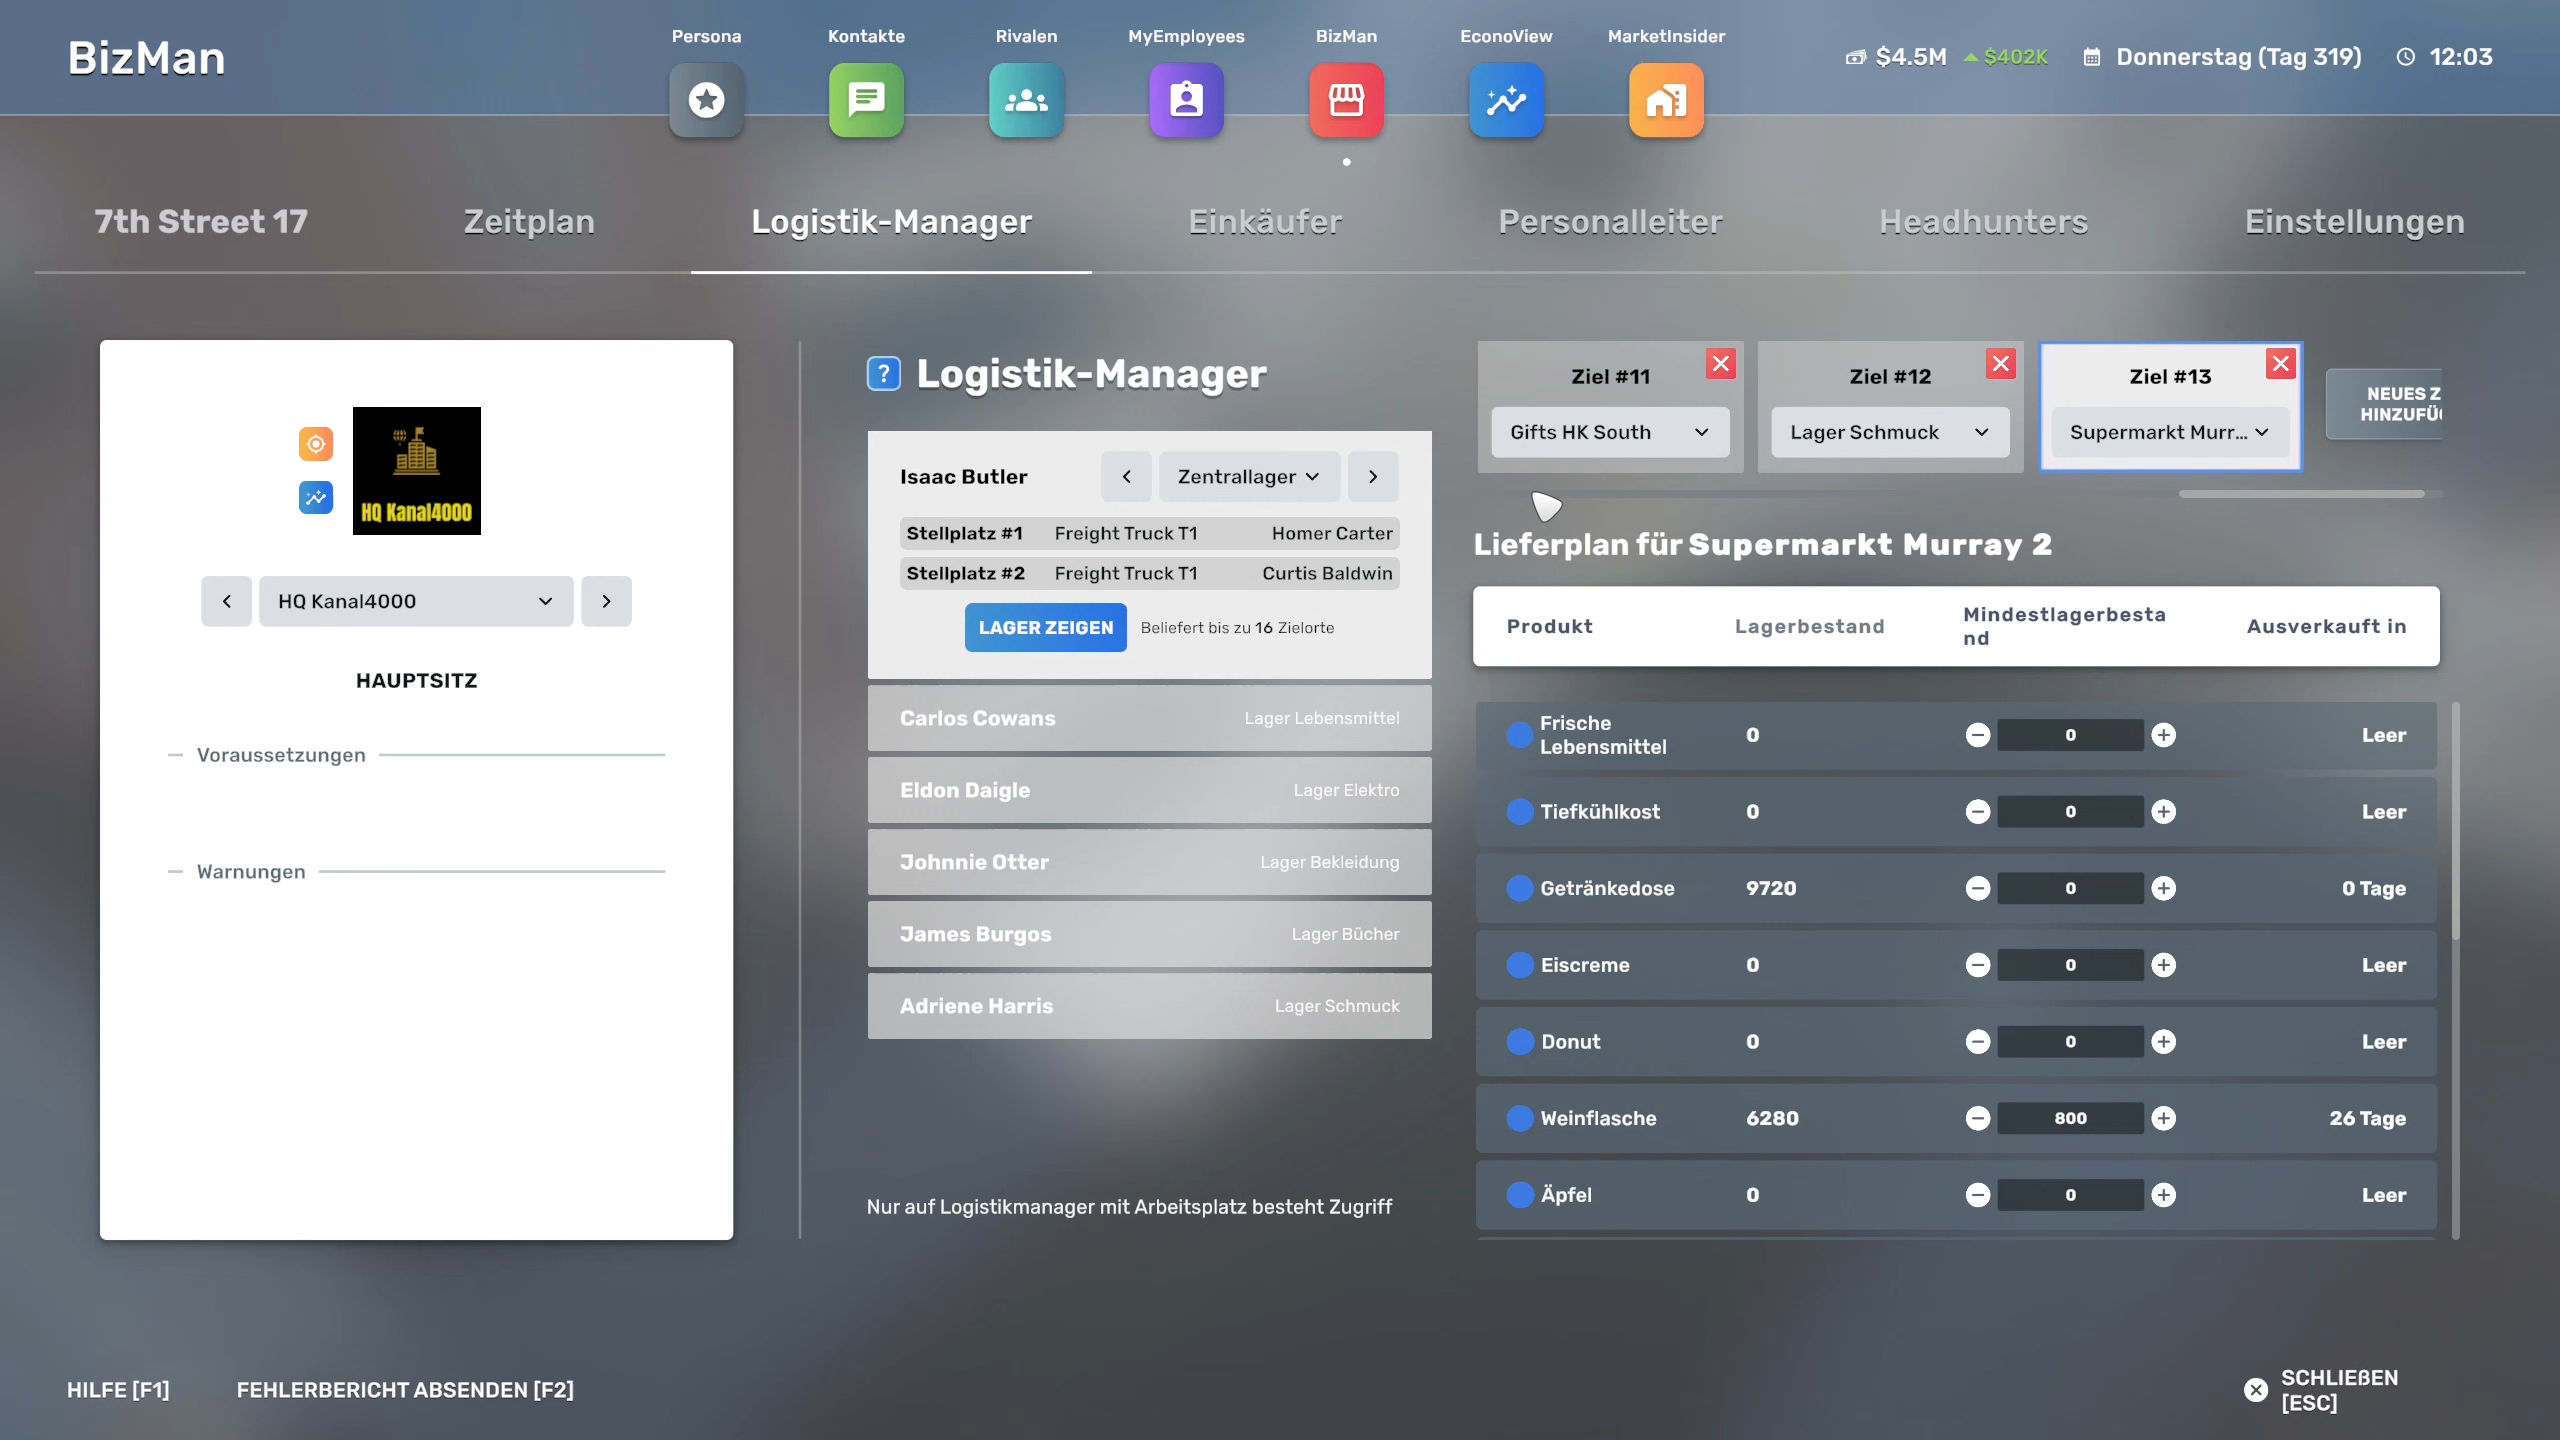 BizMan
Persona
Kontakte
Rivalen
MyEmployees
BizMan
EconoView
MarketInsider
$4.5M
$402K
Donnerstag (Tag 319)
12:03
7th Street 17
Zeitplan
Logistik-Manager
Einkäufer
Personalleiter
Headhunters
Einstellungen
HQ Kanal4000
HQ Kanal4000
HAUPTSITZ
Voraussetzungen
Warnungen
? Logistik-Manager
Isaac Butler
Zentrallager
Stellplatz #1 Freight Truck T1 Homer Carter
Stellplatz #2 Freight Truck T1 Curtis Baldwin
LAGER ZEIGEN Beliefert bis zu 16 Zielorte
Carlos Cowans Lager Lebensmittel
Eldon Daigle Lager Elektro
Johnnie Otter Lager Bekleidung
James Burgos Lager Bücher
Adriene Harris Lager Schmuck
Nur auf Logistikmanager mit Arbeitsplatz besteht Zugriff
Ziel #11
Gifts HK South
Ziel #12
Lager Schmuck
Ziel #13
Supermarkt Murr...
NEUES Z
HINZUFÜG
Lieferplan für Supermarkt Murray 2
Produkt Lagerbestand Mindestlagerbesta Ausverkauft in
nd
Frische
Lebensmittel 0 0 Leer
Tiefkühlkost 0 0 Leer
Getränkedose 9720 0 0 Tage
Eiscreme 0 0 Leer
Donut 0 0 Leer
Weinflasche 6280 800 26 Tage
Äpfel 0 0 Leer
HILFE [F1]
FEHLERBERICHT ABSENDEN [F2]
SCHLIEẞEN
[ESC]